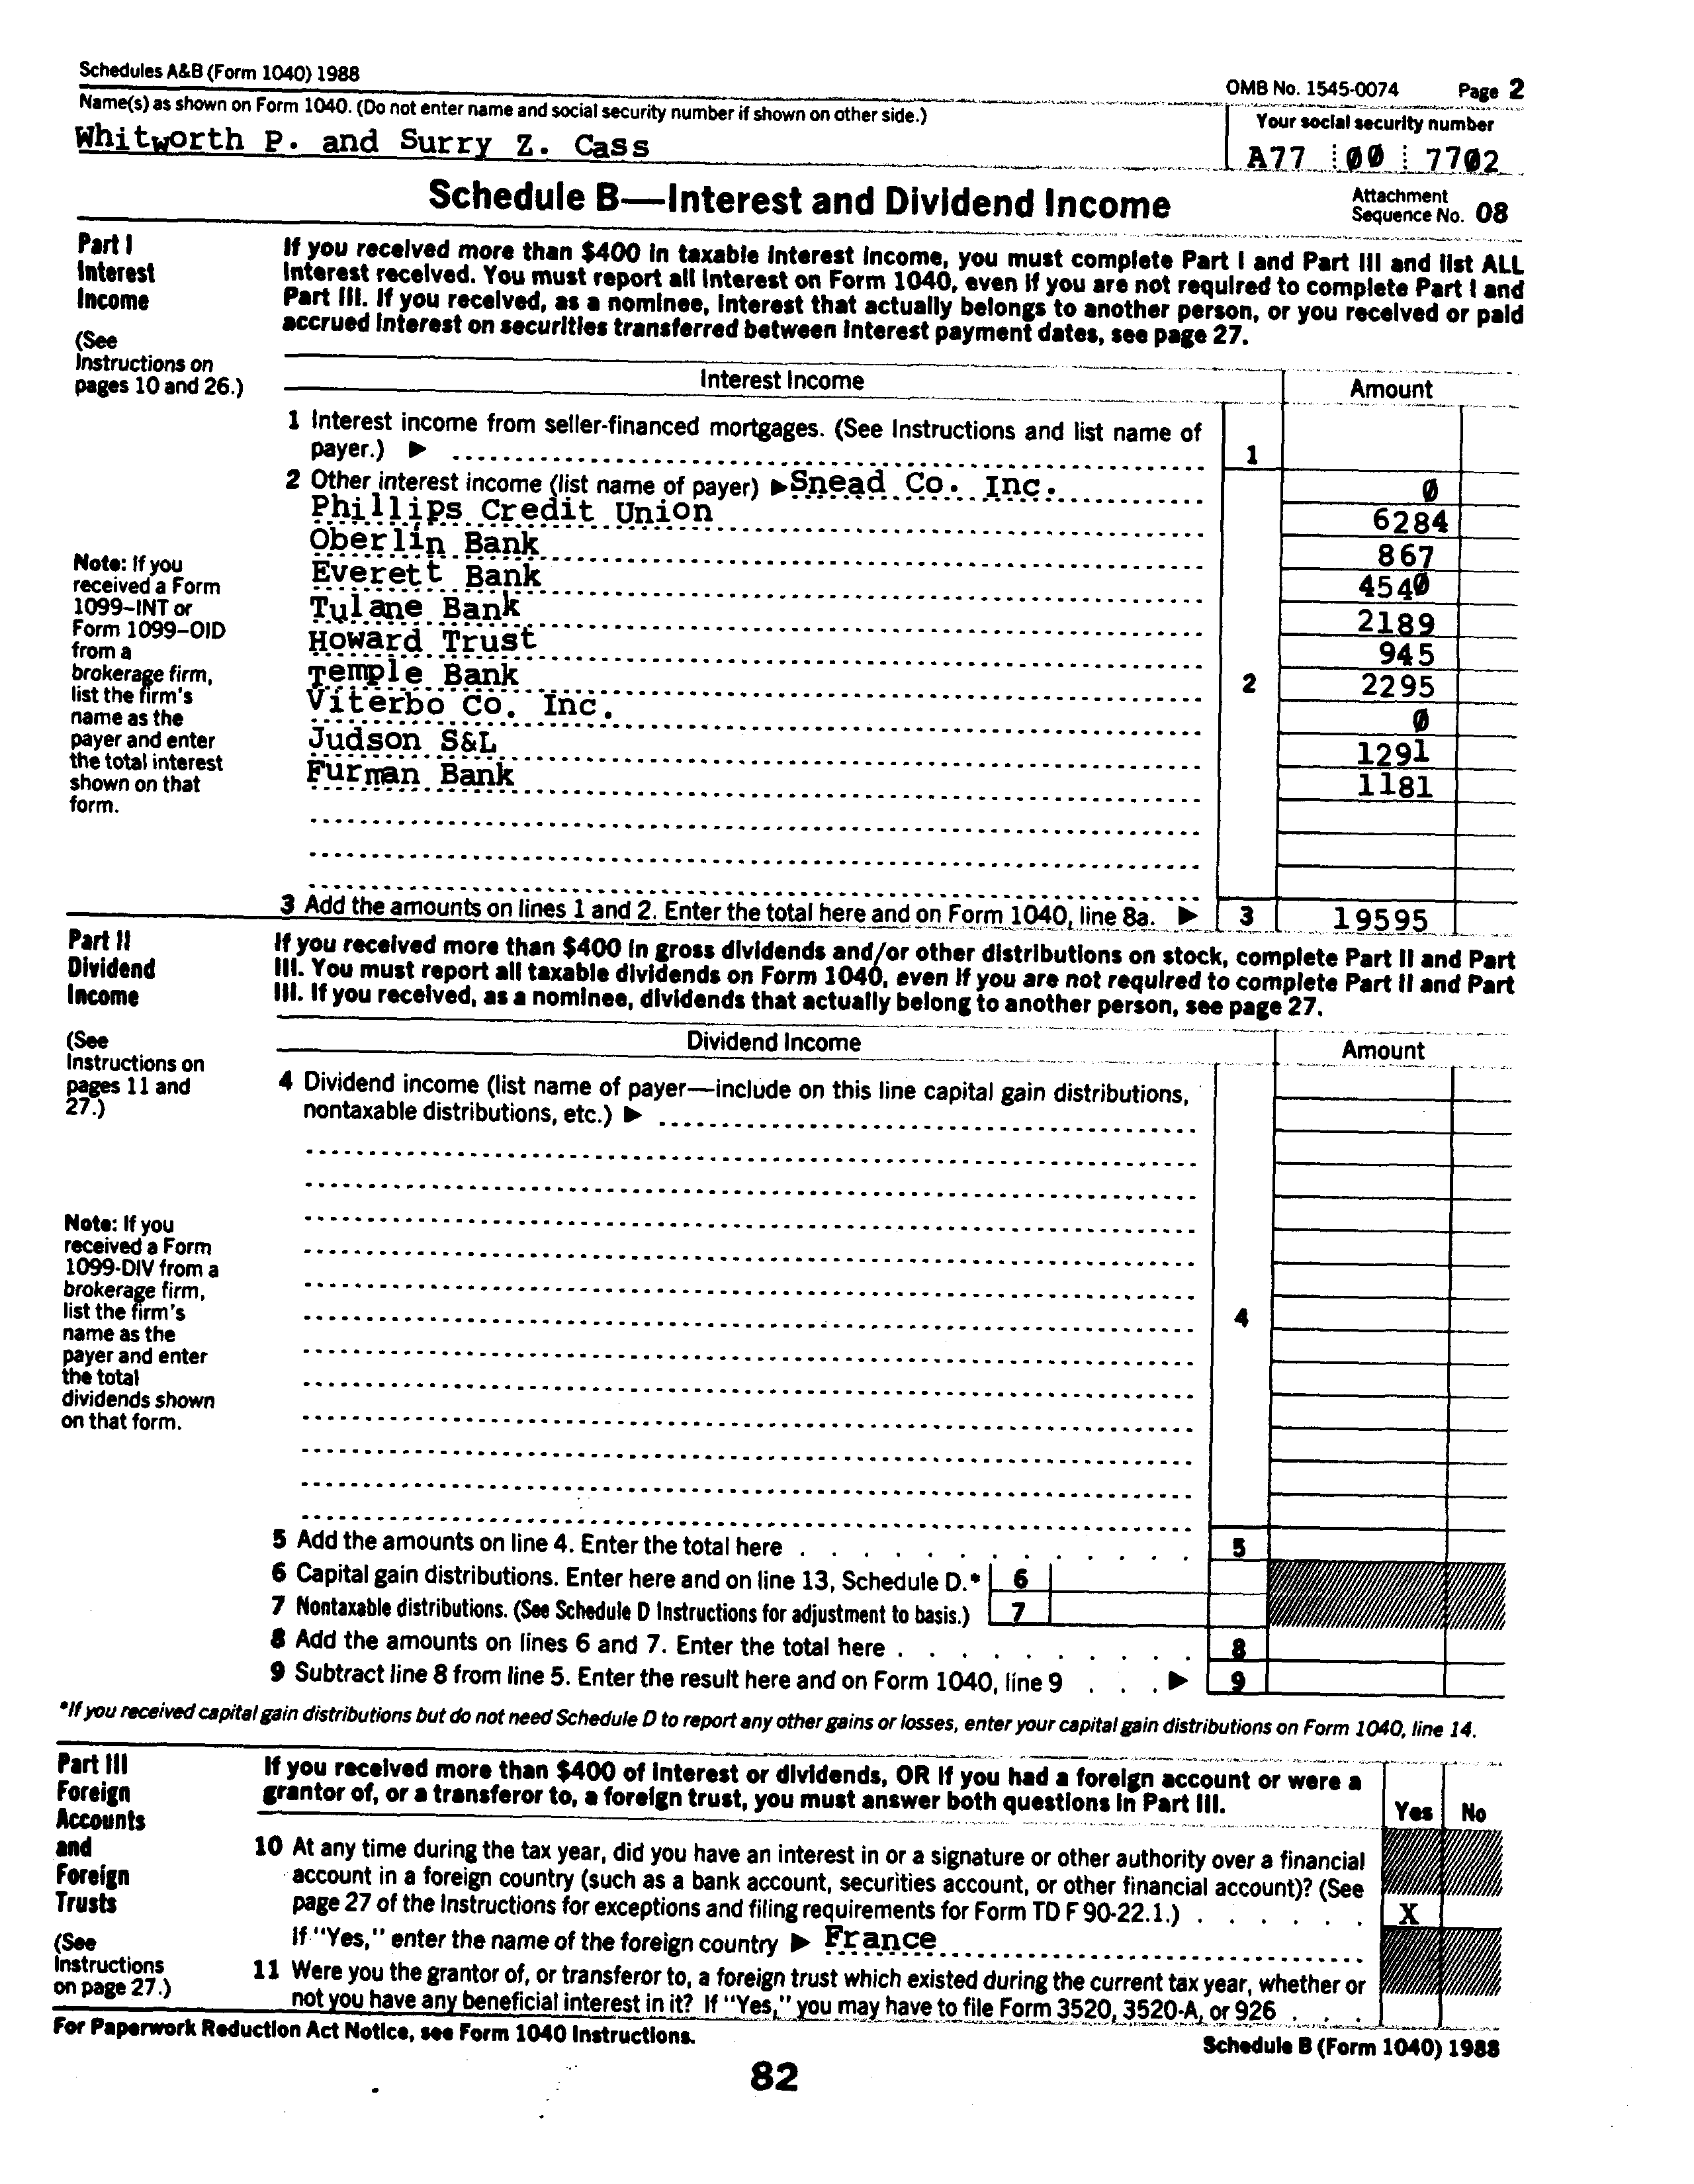 Schedules A&B (Form 1040) 1988
OMB No. 1545-0074 Page 2
Name(s) as shown on Form 1040. (Do not enter name and social security number if shown on other side.)
Your social security number
Whitworth P. and Surry Z. Cass
A77 00 7702
Schedule B—Interest and Dividend Income
Attachment
Sequence No. 08
Part I
Interest
Income
(See
Instructions on
pages 10 and 26.)
If you received more than $400 in taxable interest income, you must complete Part I and Part III and list ALL
interest received. You must report all interest on Form 1040, even if you are not required to complete Part I and
Part III. If you received, as a nominee, interest that actually belongs to another person, or you received or paid
accrued interest on securities transferred between interest payment dates, see page 27.
Interest Income Amount
1 Interest income from seller-financed mortgages. (See Instructions and list name of
payer.) ▶ 1
2 Other interest income (list name of payer) ▶ Snead Co. Inc. 0
Phillips Credit Union 6284
Oberlin Bank 867
Everett Bank 4540
Tulane Bank 2189
Howard Trust 945
Temple Bank 2 2295
Viterbo Co. Inc. 0
Judson S&L 1291
Furman Bank 1181
Note: If you
received a Form
1099–INT or
Form 1099–OID
from a
brokerage firm,
list the firm's
name as the
payer and enter
the total interest
shown on that
form.
3 Add the amounts on lines 1 and 2. Enter the total here and on Form 1040, line 8a. ▶ 3 19595
Part II
Dividend
Income
(See
Instructions on
pages 11 and
27.)
If you received more than $400 in gross dividends and/or other distributions on stock, complete Part II and Part
III. You must report all taxable dividends on Form 1040, even if you are not required to complete Part II and Part
III. If you received, as a nominee, dividends that actually belong to another person, see page 27.
Dividend Income Amount
4 Dividend income (list name of payer—include on this line capital gain distributions,
nontaxable distributions, etc.) ▶
4
Note: If you
received a Form
1099-DIV from a
brokerage firm,
list the firm's
name as the
payer and enter
the total
dividends shown
on that form.
5 Add the amounts on line 4. Enter the total here . . . . . . . . . . . 5
6 Capital gain distributions. Enter here and on line 13, Schedule D.* 6
7 Nontaxable distributions. (See Schedule D Instructions for adjustment to basis.) 7
8 Add the amounts on lines 6 and 7. Enter the total here . . . . . . . . . . 8
9 Subtract line 8 from line 5. Enter the result here and on Form 1040, line 9 . . . ▶ 9
*If you received capital gain distributions but do not need Schedule D to report any other gains or losses, enter your capital gain distributions on Form 1040, line 14.
Part III
Foreign
Accounts
and
Foreign
Trusts
(See
Instructions
on page 27.)
If you received more than $400 of interest or dividends, OR if you had a foreign account or were a
grantor of, or a transferor to, a foreign trust, you must answer both questions in Part III.
Yes No
10 At any time during the tax year, did you have an interest in or a signature or other authority over a financial
account in a foreign country (such as a bank account, securities account, or other financial account)? (See
page 27 of the Instructions for exceptions and filing requirements for Form TD F 90-22.1.) . . . . . . X
If "Yes," enter the name of the foreign country ▶ France
11 Were you the grantor of, or transferor to, a foreign trust which existed during the current tax year, whether or
not you have any beneficial interest in it? If "Yes," you may have to file Form 3520, 3520-A, or 926 . . .
For Paperwork Reduction Act Notice, see Form 1040 Instructions.
Schedule B (Form 1040) 1988
82